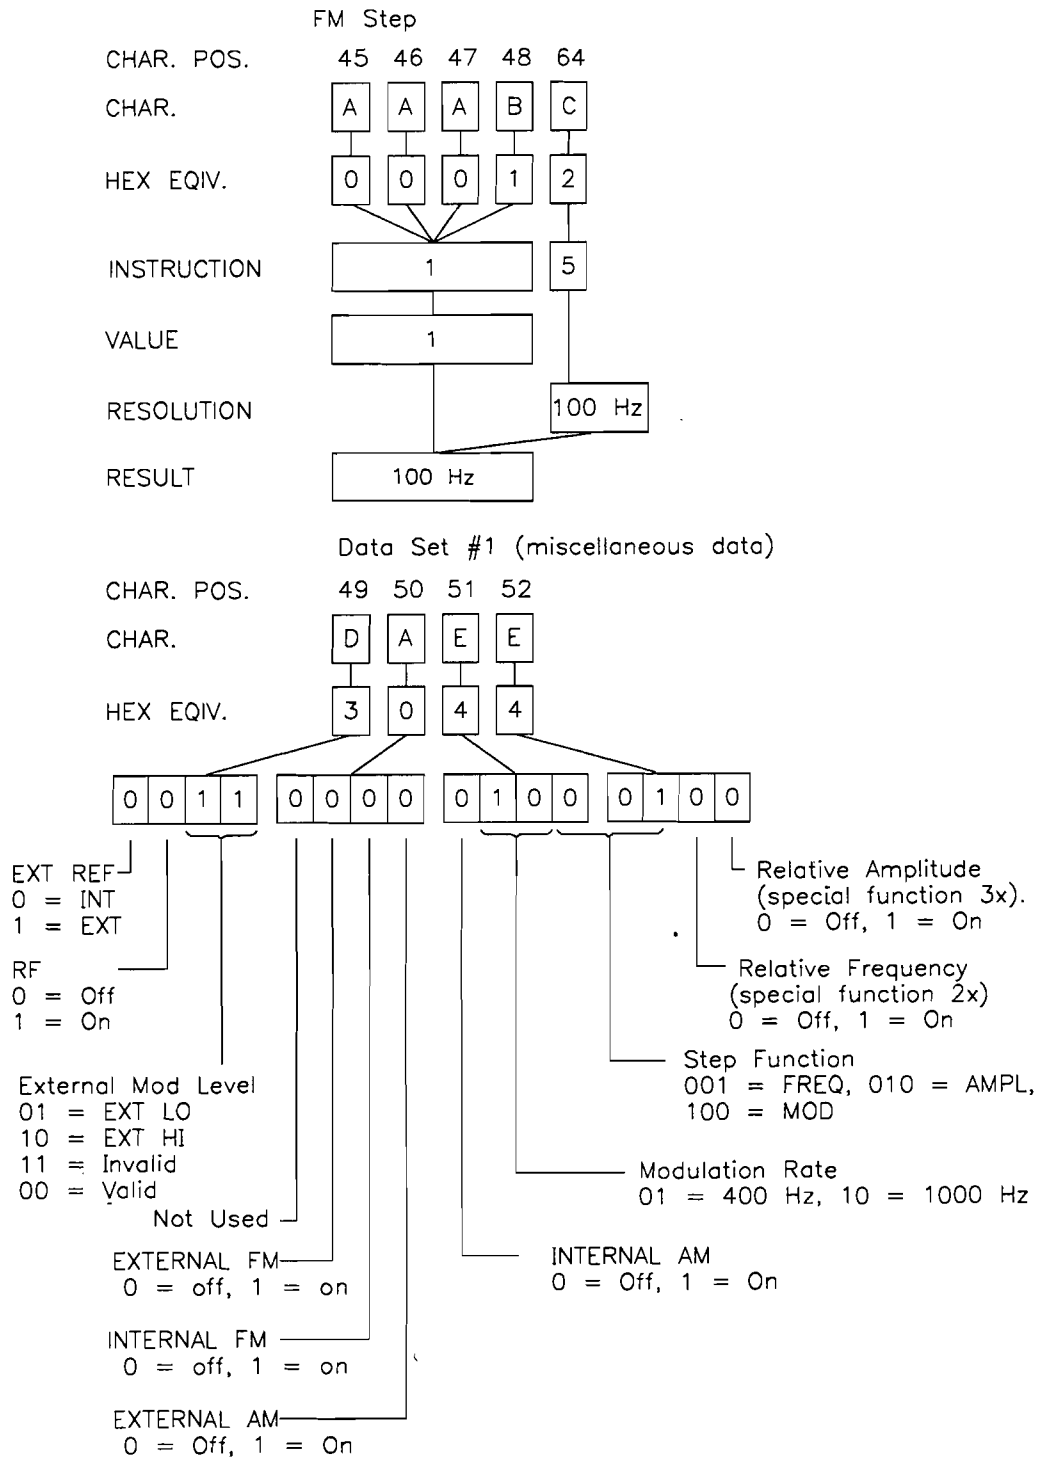 FM Step
CHAR. POS. 45 46 47 48 64
CHAR. A A A B C
HEX EQIV. 0 0 0 1 2
INSTRUCTION 1 5
VALUE 1
RESOLUTION 100 Hz
RESULT 100 Hz
Data Set #1 (miscellaneous data)
CHAR. POS. 49 50 51 52
CHAR. D A E E
HEX EQIV. 3 0 4 4
0 0 1 1 0 0 0 0 0 1 0 0 0 1 0 0
EXT REF
0 = INT
1 = EXT
RF
0 = Off
1 = On
External Mod Level
01 = EXT LO
10 = EXT HI
11 = Invalid
00 = Valid
Not Used
EXTERNAL FM
0 = off, 1 = on
INTERNAL FM
0 = off, 1 = on
EXTERNAL AM
0 = Off, 1 = On
Relative Amplitude
(special function 3x).
0 = Off, 1 = On
Relative Frequency
(special function 2x)
0 = Off, 1 = On
Step Function
001 = FREQ, 010 = AMPL,
100 = MOD
Modulation Rate
01 = 400 Hz, 10 = 1000 Hz
INTERNAL AM
0 = Off, 1 = On